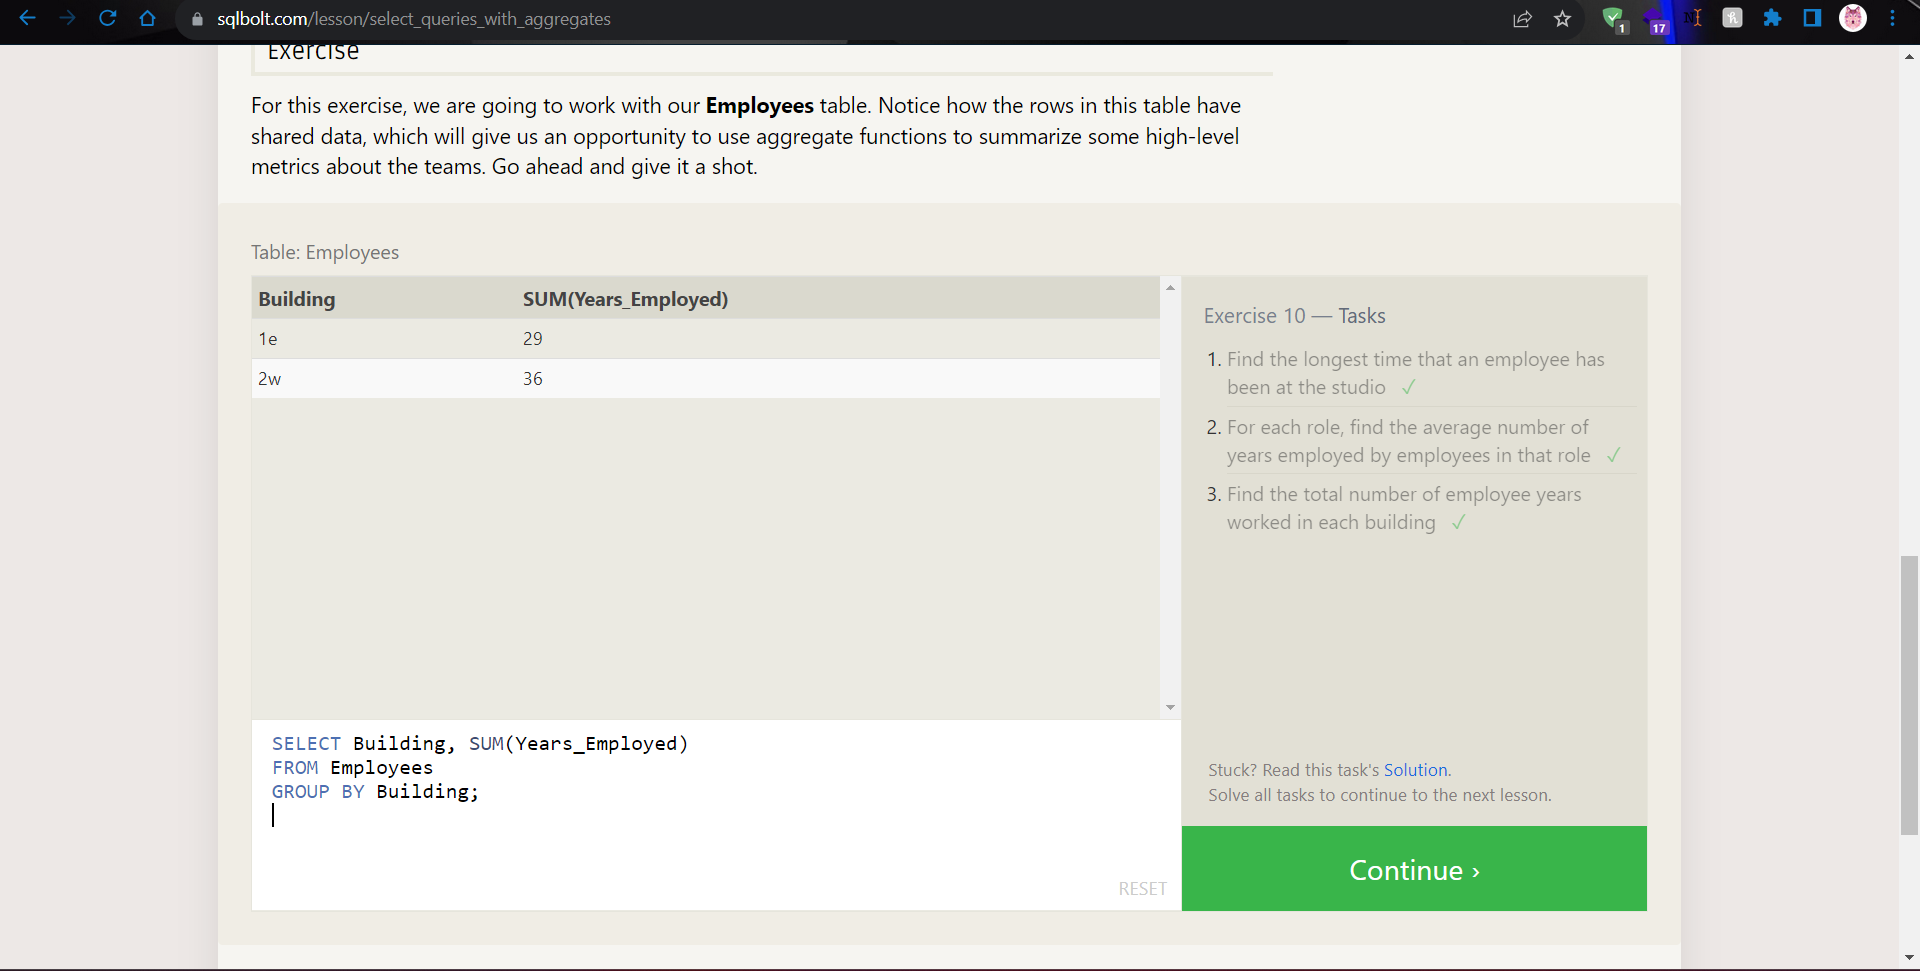 sqlbolt.com/lesson/select_queries_with_aggregates
1
17
Exercise
For this exercise, we are going to work with our Employees table. Notice how the rows in this table have
shared data, which will give us an opportunity to use aggregate functions to summarize some high-level
metrics about the teams. Go ahead and give it a shot.
Table: Employees
Building SUM(Years_Employed)
1e 29
2w 36
SELECT Building, SUM(Years_Employed)
FROM Employees
GROUP BY Building;
RESET
Exercise 10 — Tasks
1. Find the longest time that an employee has
been at the studio ✓
2. For each role, find the average number of
years employed by employees in that role ✓
3. Find the total number of employee years
worked in each building ✓
Stuck? Read this task's Solution.
Solve all tasks to continue to the next lesson.
Continue ›